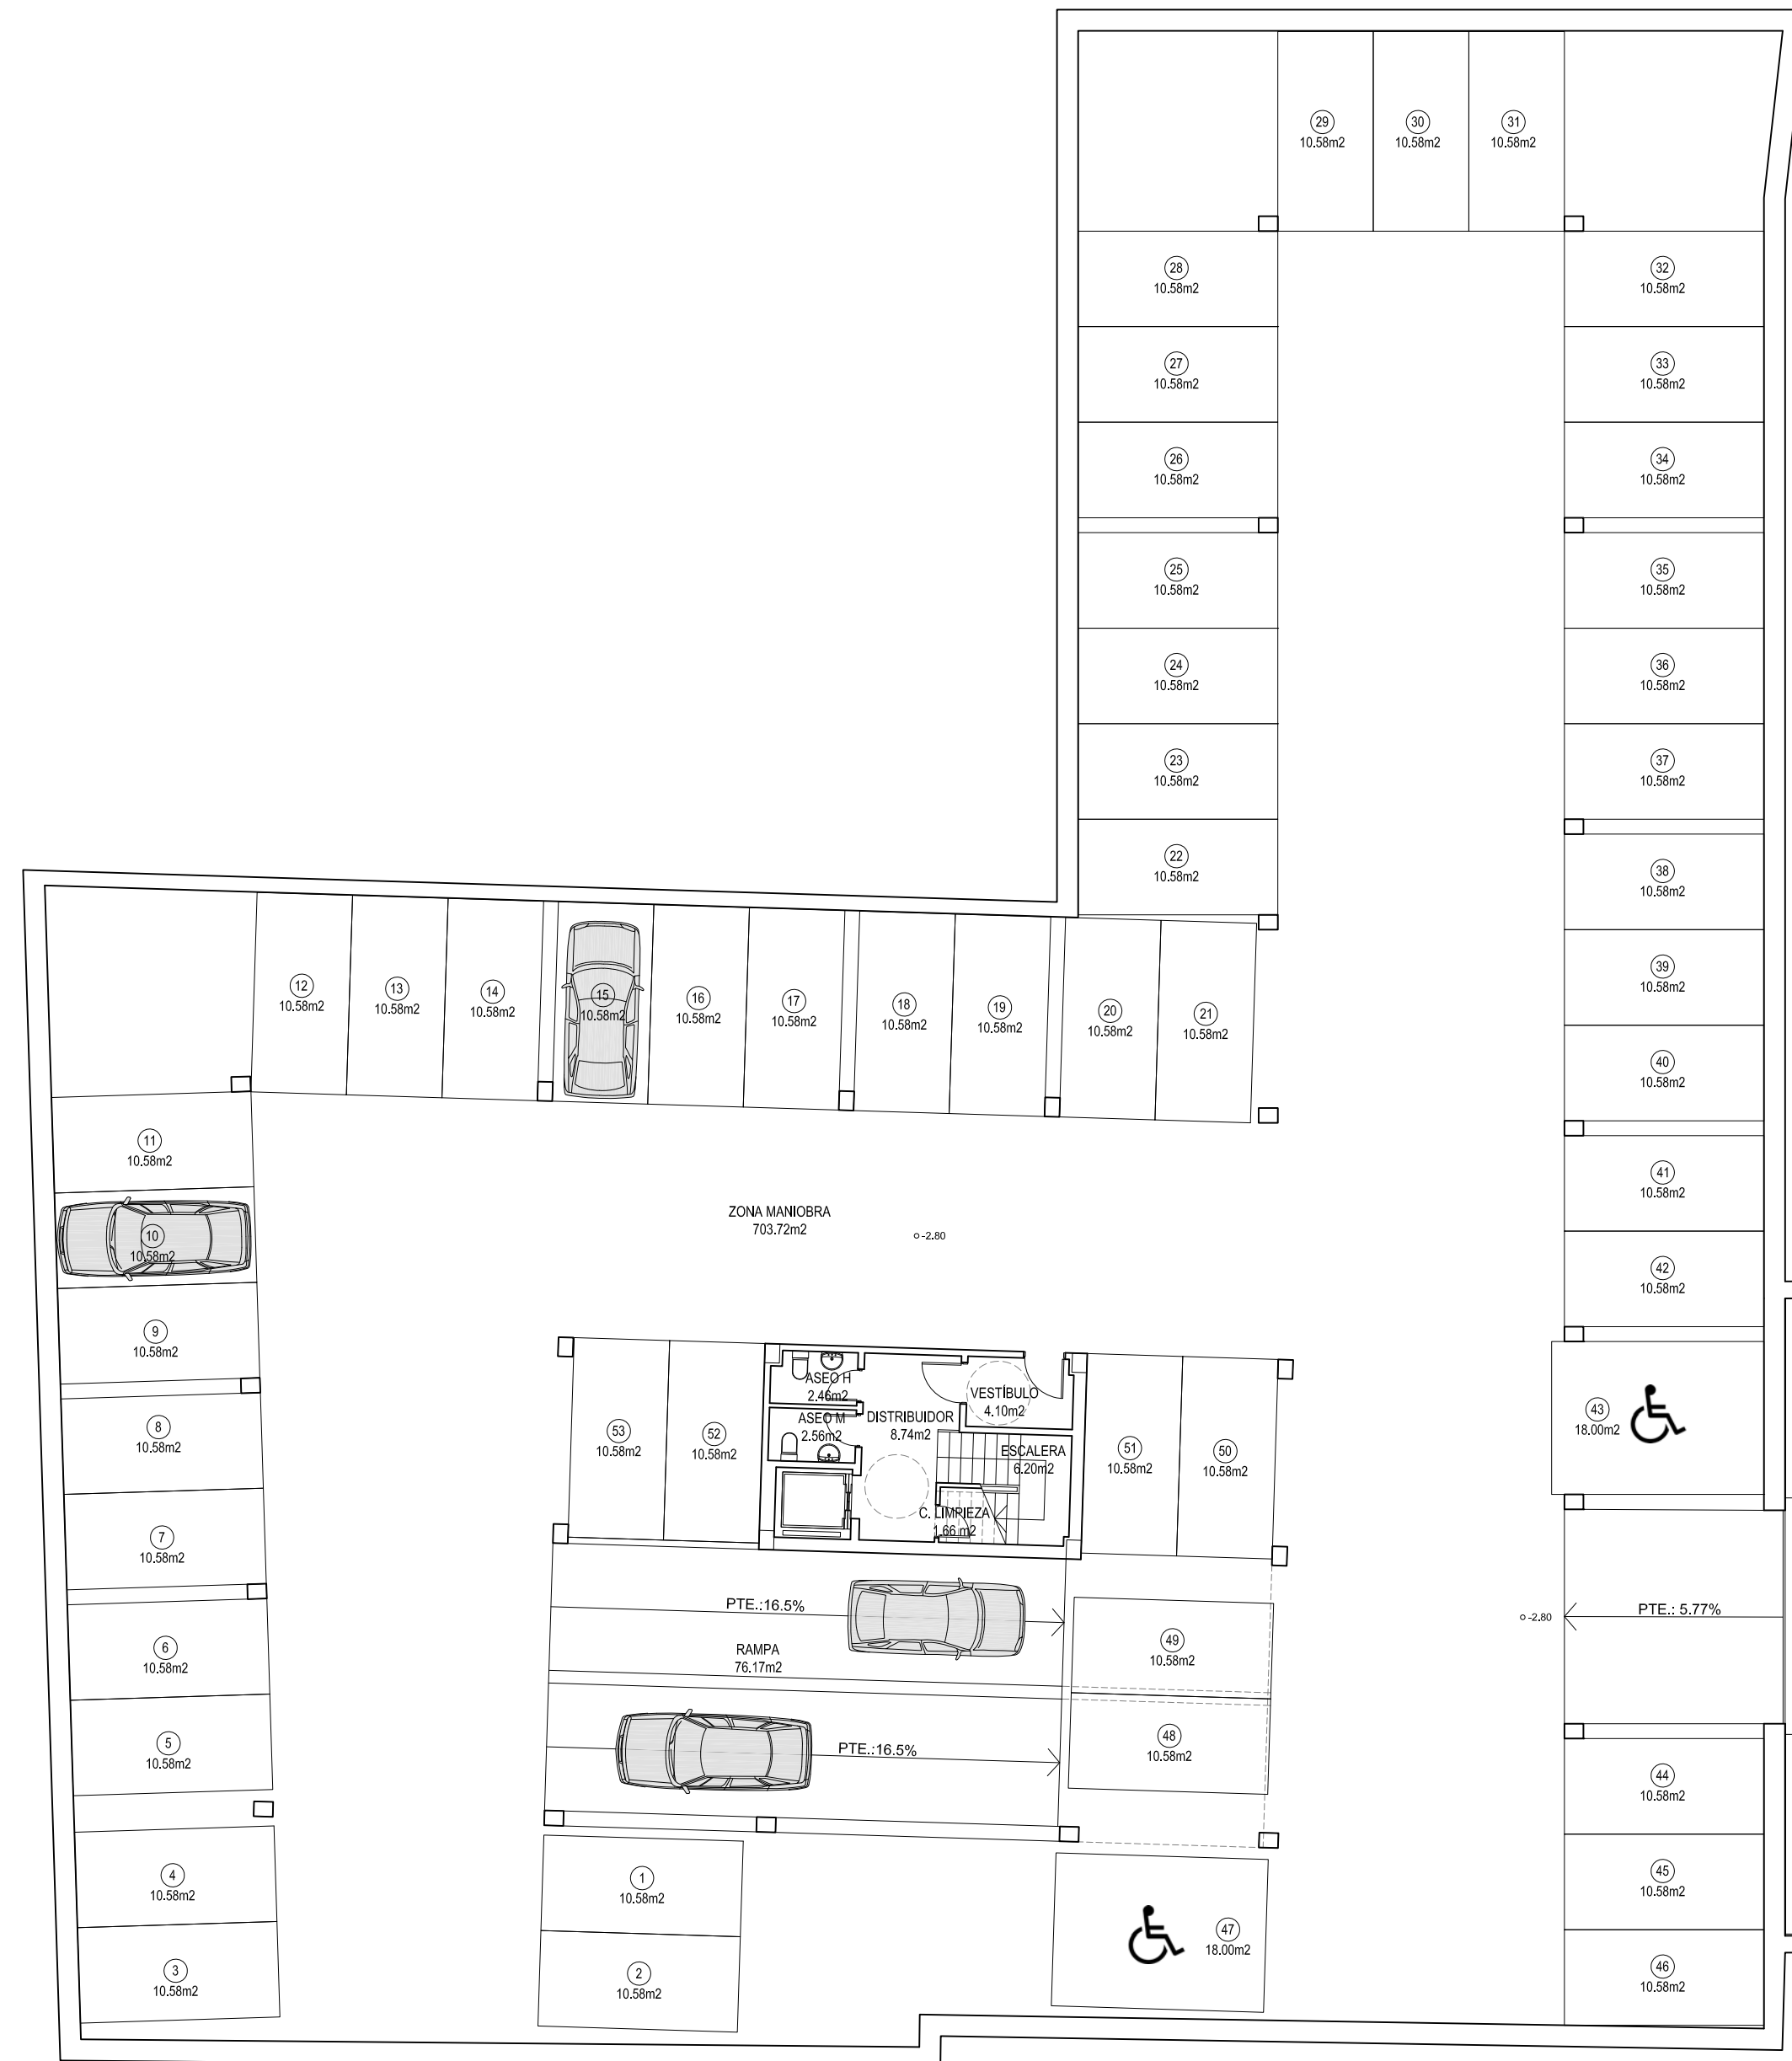 29
10.58m2
30
10.58m2
31
10.58m2
28
10.58m2
32
10.58m2
27
10.58m2
33
10.58m2
26
10.58m2
34
10.58m2
25
10.58m2
35
10.58m2
24
10.58m2
36
10.58m2
23
10.58m2
37
10.58m2
22
10.58m2
38
10.58m2
39
10.58m2
12
10.58m2
13
10.58m2
14
10.58m2
15
10.58m2
16
10.58m2
17
10.58m2
18
10.58m2
19
10.58m2
20
10.58m2
21
10.58m2
40
10.58m2
11
10.58m2
41
10.58m2
ZONA MANIOBRA
703.72m2
-2.80
10
10.58m2
42
10.58m2
9
10.58m2
ASEO H
2.46m2
VESTÍBULO
4.10m2
ASEO M
2.56m2
DISTRIBUIDOR
8.74m2
ESCALERA
6.20m2
C. LIMPIEZA
1.66 m2
53
10.58m2
52
10.58m2
51
10.58m2
50
10.58m2
43
18.00m2
8
10.58m2
7
10.58m2
PTE.:16.5%
RAMPA
76.17m2
PTE.:16.5%
49
10.58m2
48
10.58m2
-2.80
PTE.: 5.77%
6
10.58m2
5
10.58m2
44
10.58m2
4
10.58m2
1
10.58m2
45
10.58m2
47
18.00m2
3
10.58m2
2
10.58m2
46
10.58m2